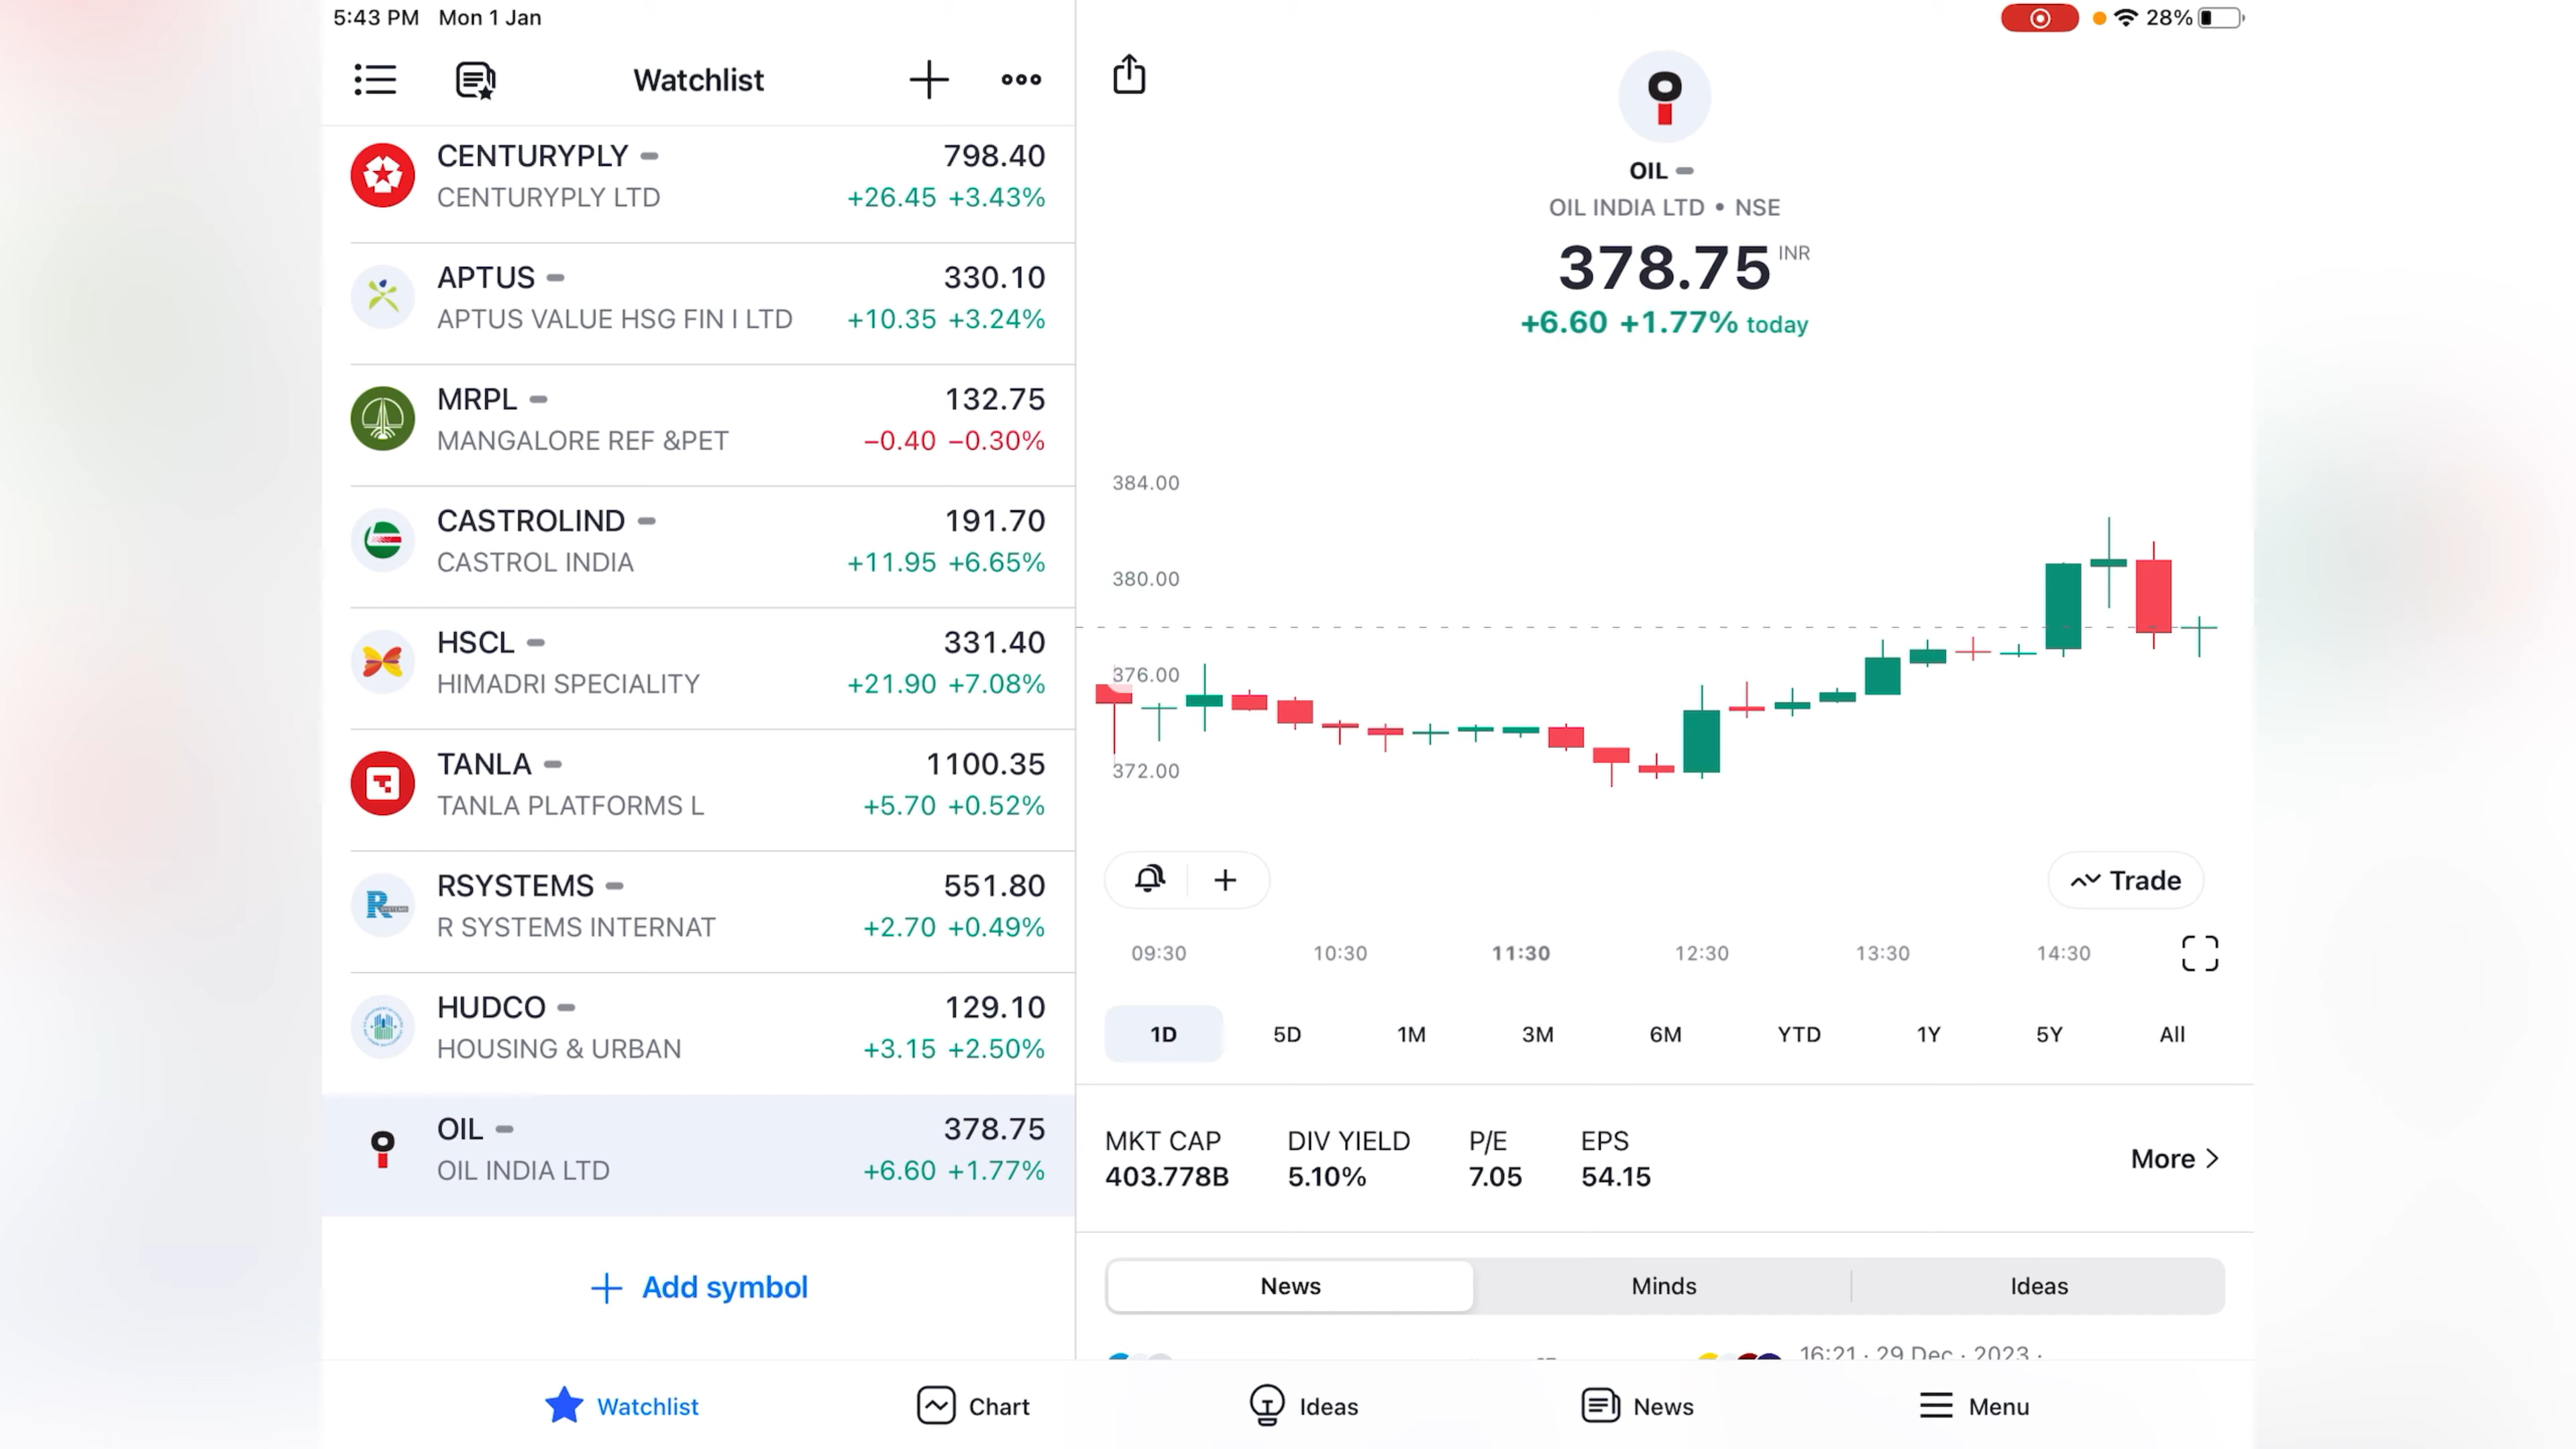 5:43 PM Mon 1 Jan
28%
Watchlist
CENTURYPLY 798.40
CENTURYPLY LTD +26.45 +3.43%
APTUS 330.10
APTUS VALUE HSG FIN I LTD +10.35 +3.24%
MRPL 132.75
MANGALORE REF &PET −0.40 −0.30%
CASTROLIND 191.70
CASTROL INDIA +11.95 +6.65%
HSCL 331.40
HIMADRI SPECIALITY +21.90 +7.08%
TANLA 1100.35
TANLA PLATFORMS L +5.70 +0.52%
RSYSTEMS 551.80
R SYSTEMS INTERNAT +2.70 +0.49%
HUDCO 129.10
HOUSING & URBAN +3.15 +2.50%
OIL 378.75
OIL INDIA LTD +6.60 +1.77%
+ Add symbol
OIL
OIL INDIA LTD • NSE
378.75 INR
+6.60 +1.77% today
384.00
380.00
376.00
372.00
Trade
09:30 10:30 11:30 12:30 13:30 14:30
1D 5D 1M 3M 6M YTD 1Y 5Y All
MKT CAP DIV YIELD P/E EPS
403.778B 5.10% 7.05 54.15
More >
News Minds Ideas
16:21 · 29 Dec · 2023 ·
Watchlist Chart Ideas News Menu